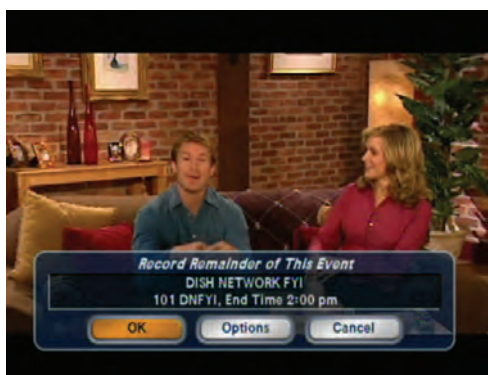 Record Remainder of This Event
DISH NETWORK FYI
101 DNFYI, End Time 2:00 pm
OK Options Cancel